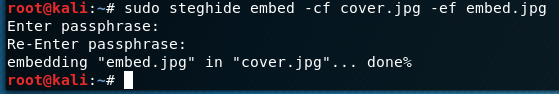 root@kali:~# sudo steghide embed -cf cover.jpg -ef embed.jpg
Enter passphrase:
Re-Enter passphrase:
embedding "embed.jpg" in "cover.jpg"... done%
root@kali:~#